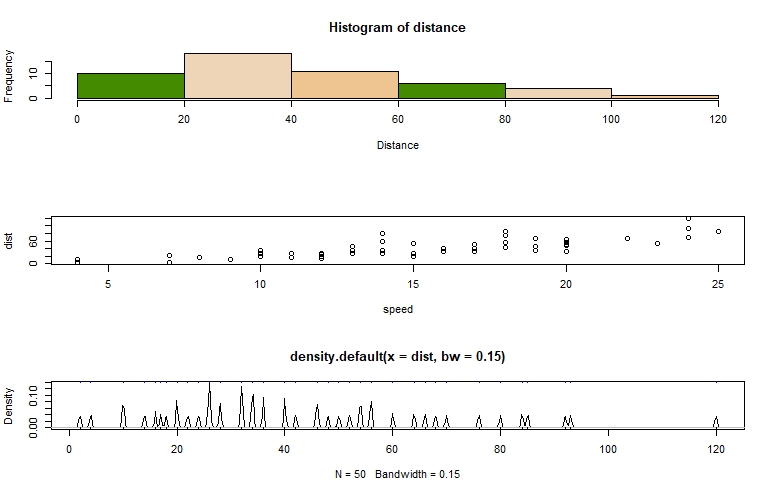 Histogram of distance
Frequency
0 10
0 20 40 60 80 100 120
Distance
dist
0 60
5 10 15 20 25
speed
density.default(x = dist, bw = 0.15)
Density
0.00 0.10
0 20 40 60 80 100 120
N = 50 Bandwidth = 0.15